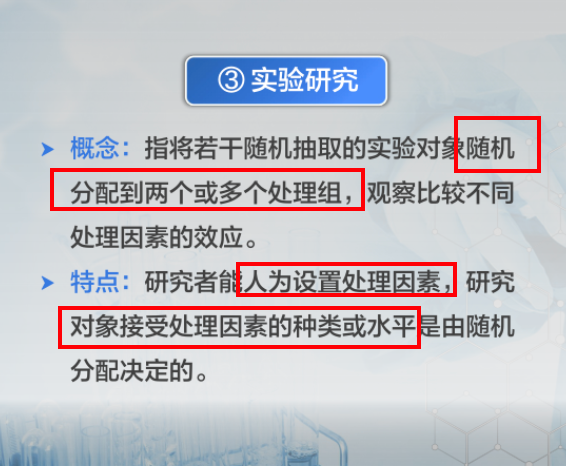 ③ 实验研究
概念：指将若干随机抽取的实验对象随机
分配到两个或多个处理组，观察比较不同
处理因素的效应。
特点：研究者能人为设置处理因素，研究
对象接受处理因素的种类或水平是由随机
分配决定的。